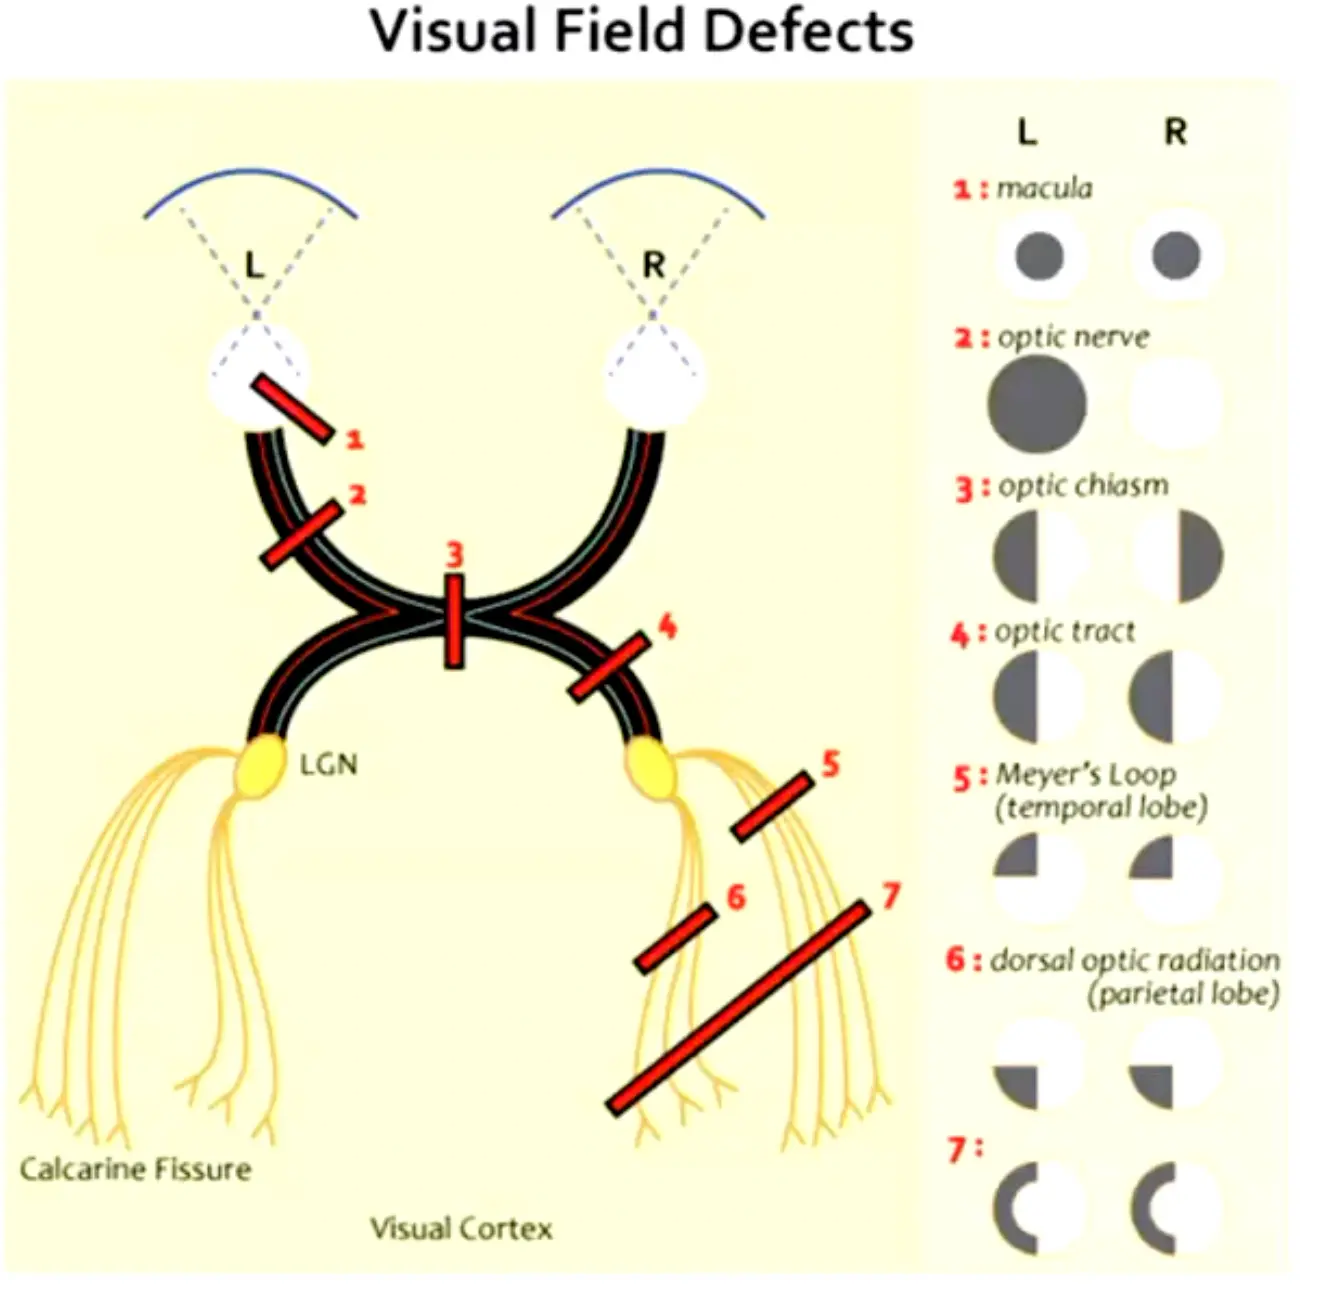 Visual Field Defects
L
R
1
2
3
4
LGN
5
6
7
Calcarine Fissure
Visual Cortex
L R
1: macula
2: optic nerve
3: optic chiasm
4: optic tract
5: Meyer's Loop
(temporal lobe)
6: dorsal optic radiation
(parietal lobe)
7: